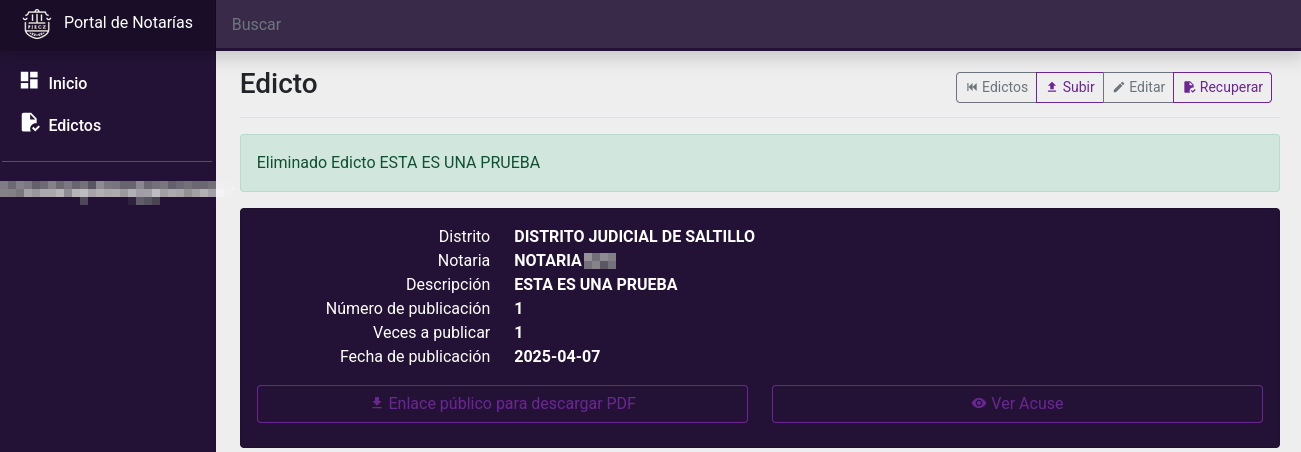 PJECZ
Portal de Notarías
Buscar
Inicio
Edictos
Edicto
Edictos Subir Editar Recuperar
Eliminado Edicto ESTA ES UNA PRUEBA
Distrito DISTRITO JUDICIAL DE SALTILLO
Notaria NOTARIA
Descripción ESTA ES UNA PRUEBA
Número de publicación 1
Veces a publicar 1
Fecha de publicación 2025-04-07
Enlace público para descargar PDF
Ver Acuse